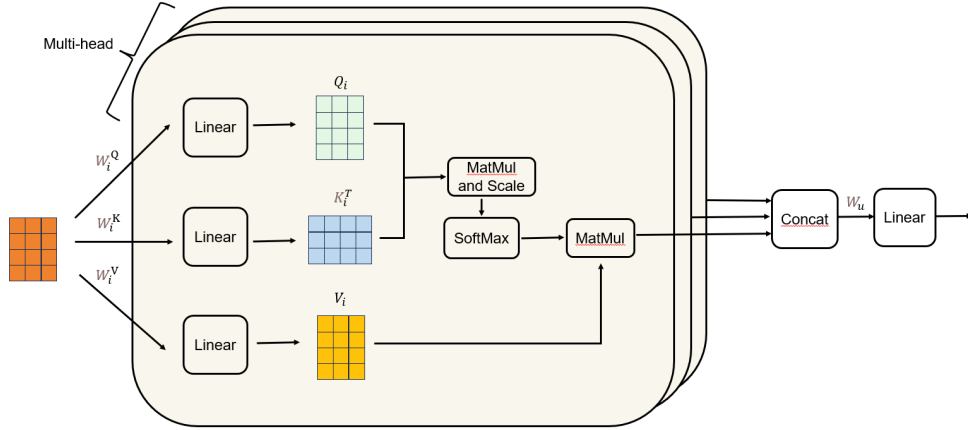 Multi-head
Q_i
Linear
W_i^Q
MatMul
and Scale
K_i^T
W_i^K
Linear
SoftMax
MatMul
Concat
W_u
Linear
W_i^V
V_i
Linear